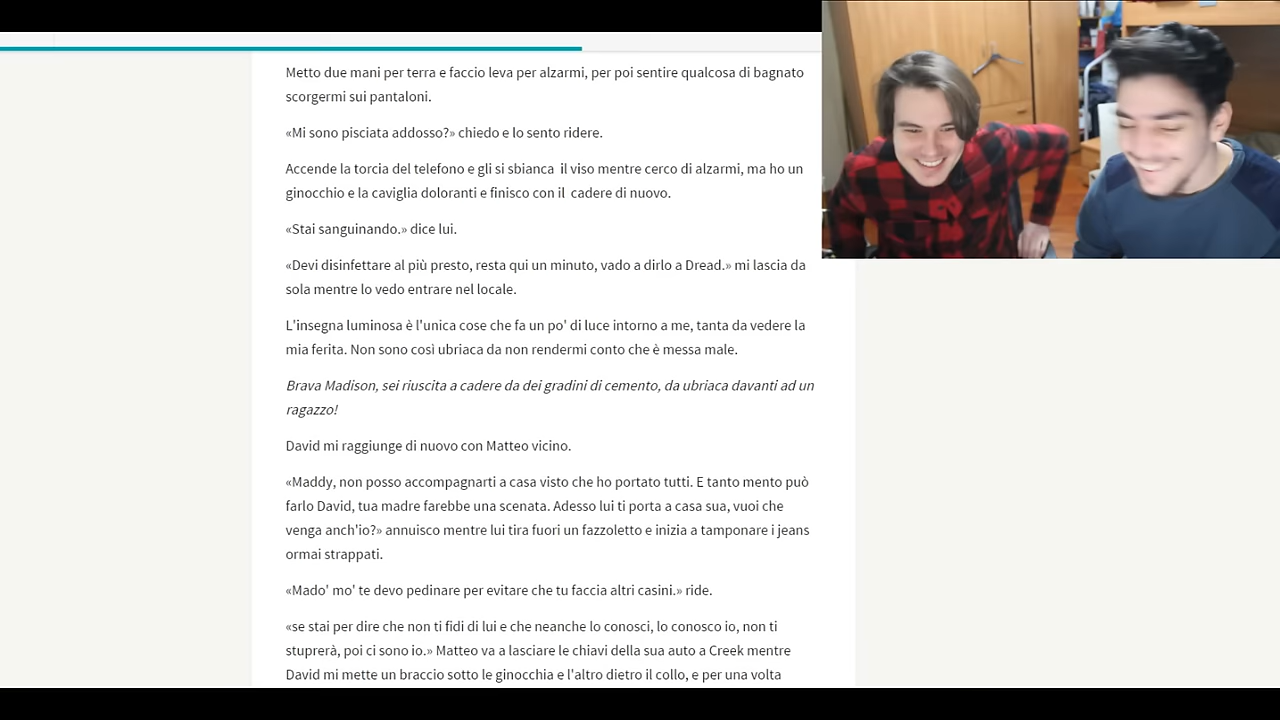 Metto due mani per terra e faccio leva per alzarmi, per poi sentire qualcosa di bagnato
scorgermi sui pantaloni.
«Mi sono pisciata addosso?» chiedo e lo sento ridere.
Accende la torcia del telefono e gli si sbianca il viso mentre cerco di alzarmi, ma ho un
ginocchio e la caviglia doloranti e finisco con il cadere di nuovo.
«Stai sanguinando.» dice lui.
«Devi disinfettare al più presto, resta qui un minuto, vado a dirlo a Dread.» mi lascia da
sola mentre lo vedo entrare nel locale.
L'insegna luminosa è l'unica cose che fa un po' di luce intorno a me, tanta da vedere la
mia ferita. Non sono così ubriaca da non rendermi conto che è messa male.
Brava Madison, sei riuscita a cadere da dei gradini di cemento, da ubriaca davanti ad un
ragazzo!
David mi raggiunge di nuovo con Matteo vicino.
«Maddy, non posso accompagnarti a casa visto che ho portato tutti. E tanto mento può
farlo David, tua madre farebbe una scenata. Adesso lui ti porta a casa sua, vuoi che
venga anch'io?» annuisco mentre lui tira fuori un fazzoletto e inizia a tamponare i jeans
ormai strappati.
«Mado' mo' te devo pedinare per evitare che tu faccia altri casini.» ride.
«se stai per dire che non ti fidi di lui e che neanche lo conosci, lo conosco io, non ti
stuprerà, poi ci sono io.» Matteo va a lasciare le chiavi della sua auto a Creek mentre
David mi mette un braccio sotto le ginocchia e l'altro dietro il collo, e per una volta